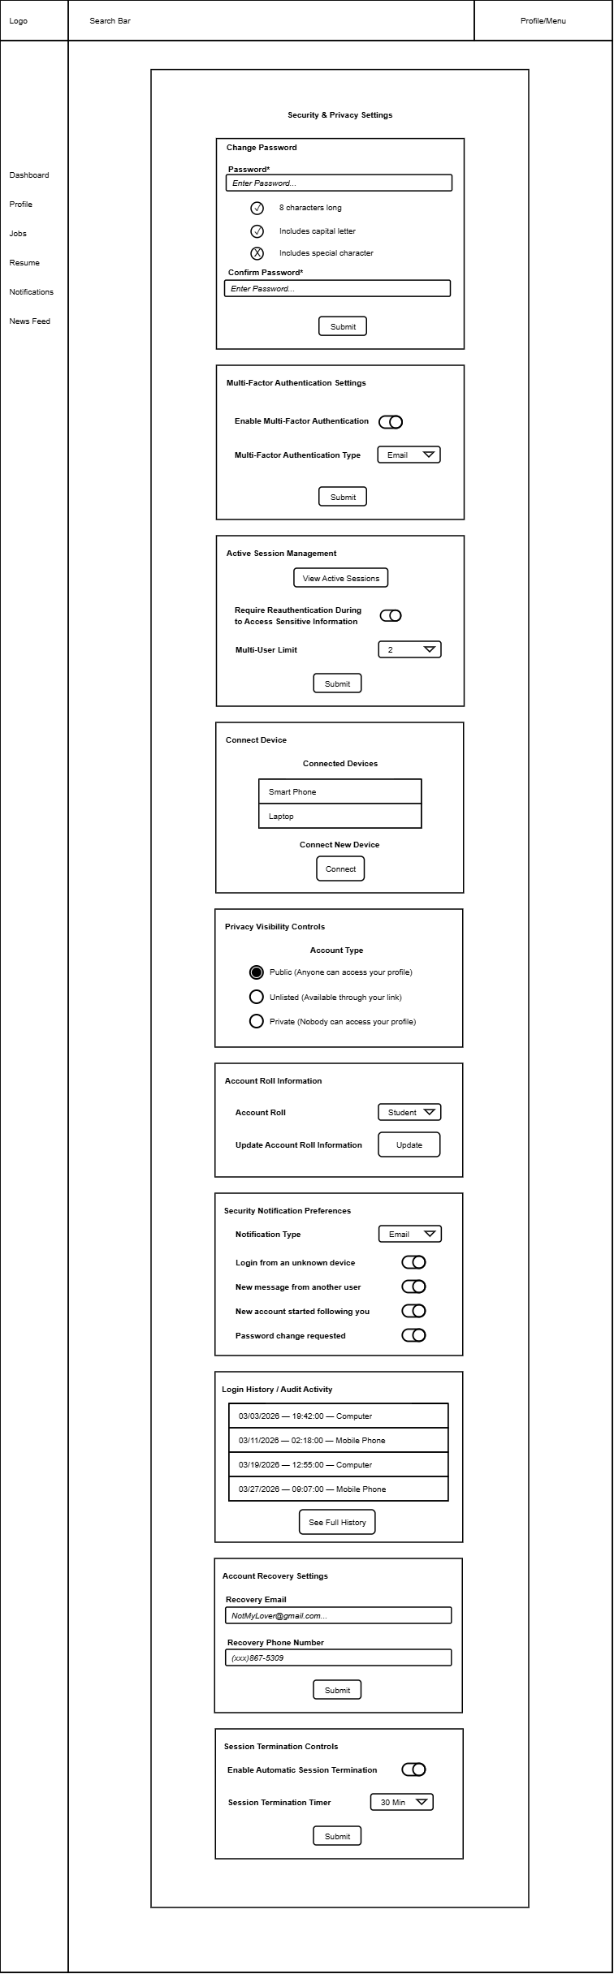 Logo
Search Bar
Profile/Menu
Dashboard
Profile
Jobs
Resume
Notifications
News Feed
Security & Privacy Settings
Change Password
Password*
Enter Password...
8 characters long
Includes capital letter
Includes special character
Confirm Password*
Enter Password...
Submit
Multi-Factor Authentication Settings
Enable Multi-Factor Authentication
Multi-Factor Authentication Type
Email
Submit
Active Session Management
View Active Sessions
Require Reauthentication During
to Access Sensitive Information
Multi-User Limit
2
Submit
Connect Device
Connected Devices
Smart Phone
Laptop
Connect New Device
Connect
Privacy Visibility Controls
Account Type
Public (Anyone can access your profile)
Unlisted (Available through your link)
Private (Nobody can access your profile)
Account Roll Information
Account Roll
Student
Update Account Roll Information
Update
Security Notification Preferences
Notification Type
Email
Login from an unknown device
New message from another user
New account started following you
Password change requested
Login History / Audit Activity
03/03/2026 — 19:42:00 — Computer
03/11/2026 — 02:18:00 — Mobile Phone
03/19/2026 — 12:55:00 — Computer
03/27/2026 — 09:07:00 — Mobile Phone
See Full History
Account Recovery Settings
Recovery Email
NotMyLover@gmail.com...
Recovery Phone Number
(xxx)867-5309
Submit
Session Termination Controls
Enable Automatic Session Termination
Session Termination Timer
30 Min
Submit